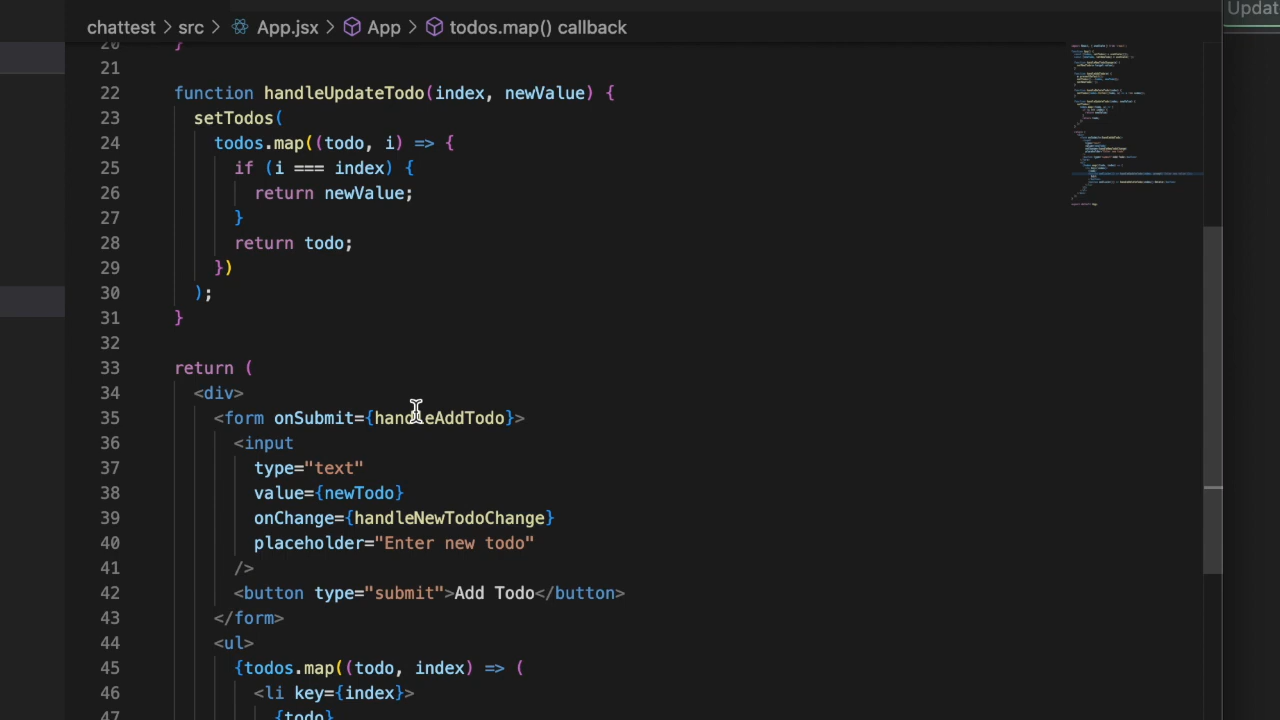 Updat
chattest > src > App.jsx > App > todos.map() callback
20 }
21
22 function handleUpdateTodo(index, newValue) {
23 setTodos(
24 todos.map((todo, i) => {
25 if (i === index) {
26 return newValue;
27 }
28 return todo;
29 })
30 );
31 }
32
33 return (
34 <div>
35 <form onSubmit={handleAddTodo}>
36 <input
37 type="text"
38 value={newTodo}
39 onChange={handleNewTodoChange}
40 placeholder="Enter new todo"
41 />
42 <button type="submit">Add Todo</button>
43 </form>
44 <ul>
45 {todos.map((todo, index) => (
46 <li key={index}>
47 {todo}